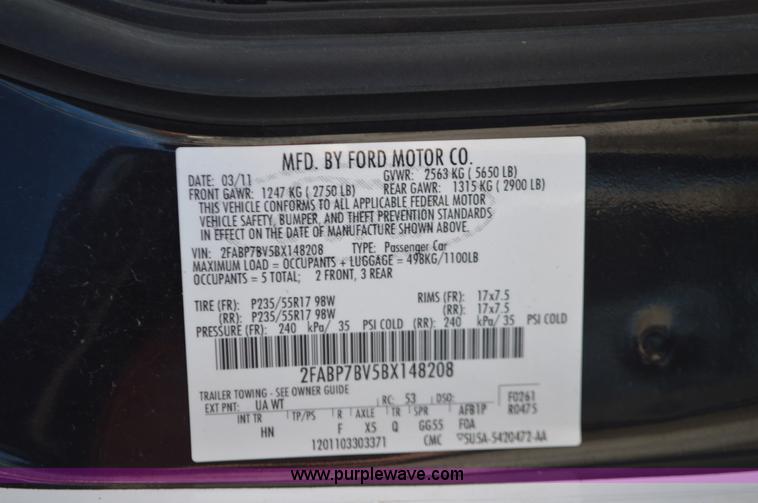 MFD. BY FORD MOTOR CO.
DATE: 03/11 GVWR: 2563 KG ( 5650 LB)
FRONT GAWR: 1247 KG ( 2750 LB) REAR GAWR: 1315 KG ( 2900 LB)
THIS VEHICLE CONFORMS TO ALL APPLICABLE FEDERAL MOTOR
VEHICLE SAFETY, BUMPER, AND THEFT PREVENTION STANDARDS
IN EFFECT ON THE DATE OF MANUFACTURE SHOWN ABOVE.
VIN: 2FABP7BV5BX148208 TYPE: Passenger Car
MAXIMUM LOAD = OCCUPANTS + LUGGAGE = 498KG/1100LB
OCCUPANTS = 5 TOTAL; 2 FRONT, 3 REAR
TIRE (FR): P235/55R17 98W RIMS (FR): 17x7.5
(RR): P235/55R17 98W (RR): 17x7.5
PRESSURE (FR): 240 kPa/ 35 PSI COLD (RR): 240 kPa/ 35 PSI COLD
2FABP7BV5BX148208
TRAILER TOWING - SEE OWNER GUIDE
EXT PNT: UA WT RC: 53 DSO: F0261
INT TR TP/PS R AXLE TR SPR AFB1P R0475
HN F X5 Q GG55 FOA
1201103303371 CMC 5U5A-5420472-AA
www.purplewave.com